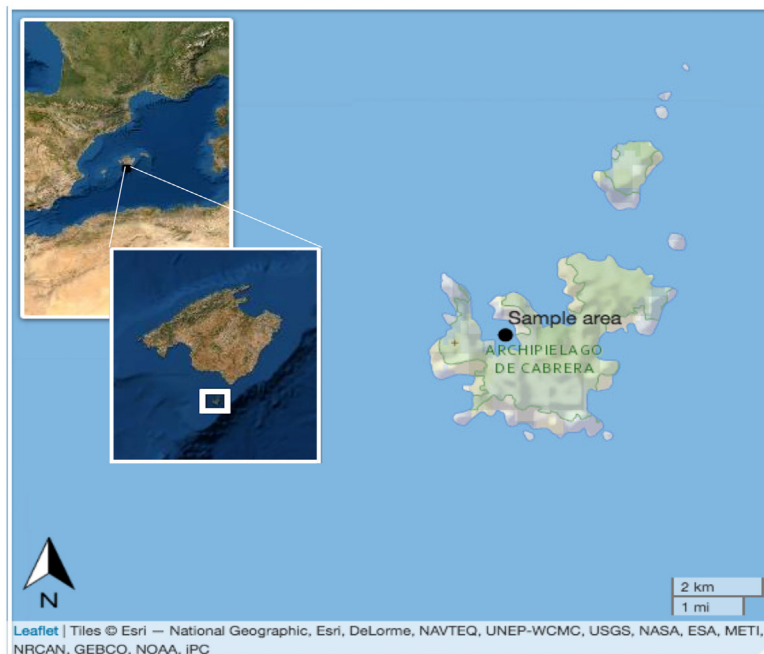 Sample area
ARCHIPIELAGO
DE CABRERA
N
2 km
1 mi
Leaflet | Tiles © Esri — National Geographic, Esri, DeLorme, NAVTEQ, UNEP-WCMC, USGS, NASA, ESA, METI,
NRCAN, GEBCO, NOAA, iPC